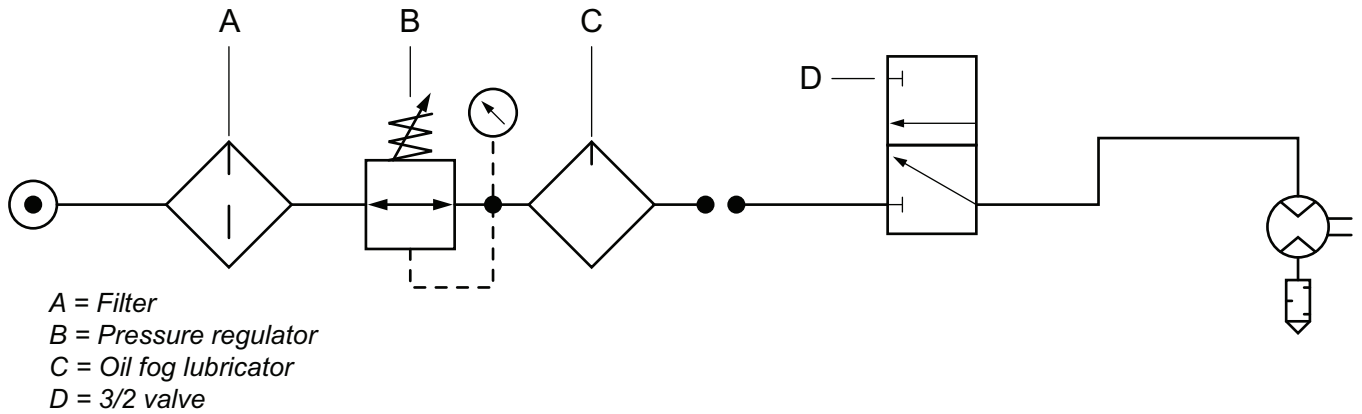 A
B
C
D
A = Filter
B = Pressure regulator
C = Oil fog lubricator
D = 3/2 valve